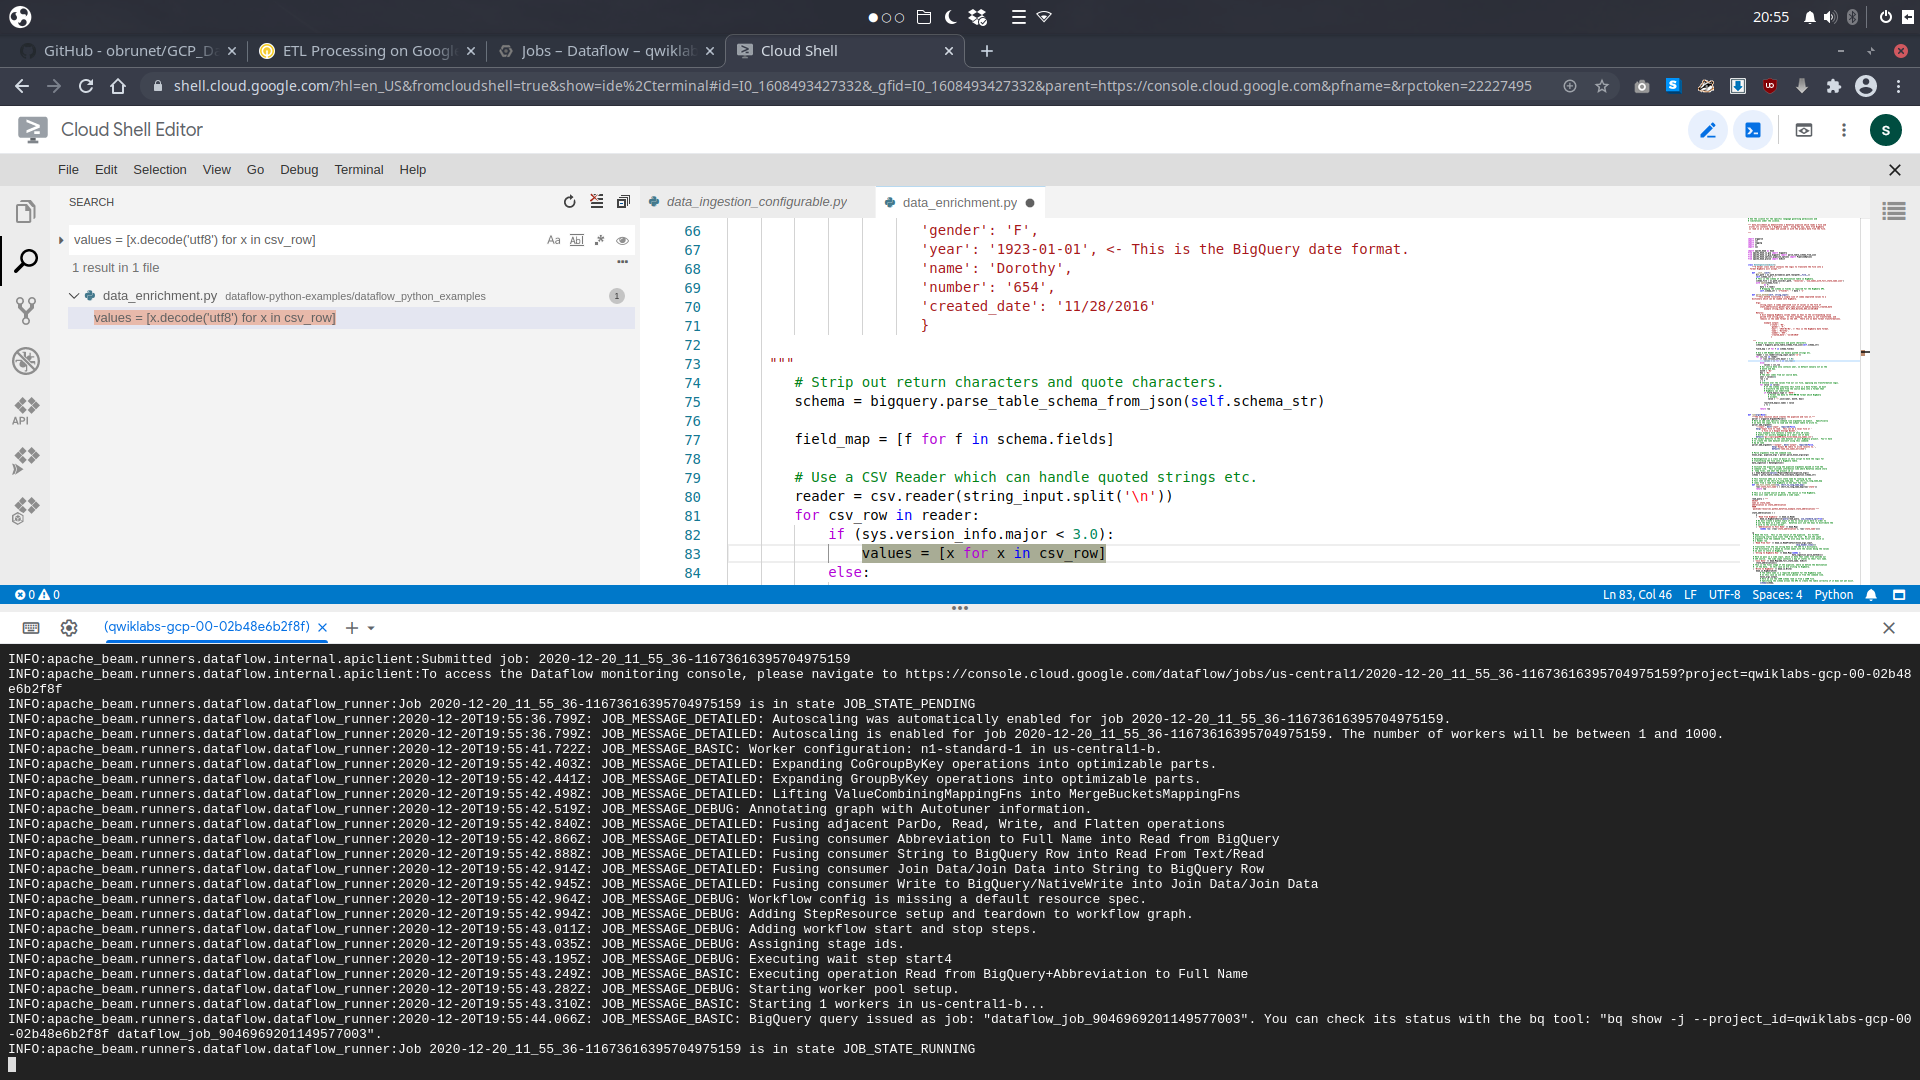 20:55
GitHub - obrunet/GCP_Da
ETL Processing on Google
Jobs – Dataflow – qwiklab
Cloud Shell
shell.cloud.google.com/?hl=en_US&fromcloudshell=true&show=ide%2Cterminal#id=I0_1608493427332&_gfid=I0_1608493427332&parent=https://console.cloud.google.com&pfname=&rpctoken=22227495
Cloud Shell Editor
S
File Edit Selection View Go Debug Terminal Help
SEARCH
values = [x.decode('utf8') for x in csv_row]
Aa Abl .*
1 result in 1 file
data_enrichment.py dataflow-python-examples/dataflow_python_examples 1
values = [x.decode('utf8') for x in csv_row]
API
data_ingestion_configurable.py
data_enrichment.py
66 'gender': 'F',
67 'year': '1923-01-01', <- This is the BigQuery date format.
68 'name': 'Dorothy',
69 'number': '654',
70 'created_date': '11/28/2016'
71 }
72
73 """
74 # Strip out return characters and quote characters.
75 schema = bigquery.parse_table_schema_from_json(self.schema_str)
76
77 field_map = [f for f in schema.fields]
78
79 # Use a CSV Reader which can handle quoted strings etc.
80 reader = csv.reader(string_input.split('\n'))
81 for csv_row in reader:
82 if (sys.version_info.major < 3.0):
83 values = [x for x in csv_row]
84 else:
0 0
Ln 83, Col 46 LF UTF-8 Spaces: 4 Python
(qwiklabs-gcp-00-02b48e6b2f8f)
INFO:apache_beam.runners.dataflow.internal.apiclient:Submitted job: 2020-12-20_11_55_36-11673616395704975159
INFO:apache_beam.runners.dataflow.internal.apiclient:To access the Dataflow monitoring console, please navigate to https://console.cloud.google.com/dataflow/jobs/us-central1/2020-12-20_11_55_36-11673616395704975159?project=qwiklabs-gcp-00-02b48
e6b2f8f
INFO:apache_beam.runners.dataflow.dataflow_runner:Job 2020-12-20_11_55_36-11673616395704975159 is in state JOB_STATE_PENDING
INFO:apache_beam.runners.dataflow.dataflow_runner:2020-12-20T19:55:36.799Z: JOB_MESSAGE_DETAILED: Autoscaling was automatically enabled for job 2020-12-20_11_55_36-11673616395704975159.
INFO:apache_beam.runners.dataflow.dataflow_runner:2020-12-20T19:55:36.799Z: JOB_MESSAGE_DETAILED: Autoscaling is enabled for job 2020-12-20_11_55_36-11673616395704975159. The number of workers will be between 1 and 1000.
INFO:apache_beam.runners.dataflow.dataflow_runner:2020-12-20T19:55:41.722Z: JOB_MESSAGE_BASIC: Worker configuration: n1-standard-1 in us-central1-b.
INFO:apache_beam.runners.dataflow.dataflow_runner:2020-12-20T19:55:42.403Z: JOB_MESSAGE_DETAILED: Expanding CoGroupByKey operations into optimizable parts.
INFO:apache_beam.runners.dataflow.dataflow_runner:2020-12-20T19:55:42.441Z: JOB_MESSAGE_DETAILED: Expanding GroupByKey operations into optimizable parts.
INFO:apache_beam.runners.dataflow.dataflow_runner:2020-12-20T19:55:42.498Z: JOB_MESSAGE_DETAILED: Lifting ValueCombiningMappingFns into MergeBucketsMappingFns
INFO:apache_beam.runners.dataflow.dataflow_runner:2020-12-20T19:55:42.519Z: JOB_MESSAGE_DEBUG: Annotating graph with Autotuner information.
INFO:apache_beam.runners.dataflow.dataflow_runner:2020-12-20T19:55:42.840Z: JOB_MESSAGE_DETAILED: Fusing adjacent ParDo, Read, Write, and Flatten operations
INFO:apache_beam.runners.dataflow.dataflow_runner:2020-12-20T19:55:42.866Z: JOB_MESSAGE_DETAILED: Fusing consumer Abbreviation to Full Name into Read from BigQuery
INFO:apache_beam.runners.dataflow.dataflow_runner:2020-12-20T19:55:42.888Z: JOB_MESSAGE_DETAILED: Fusing consumer String to BigQuery Row into Read From Text/Read
INFO:apache_beam.runners.dataflow.dataflow_runner:2020-12-20T19:55:42.914Z: JOB_MESSAGE_DETAILED: Fusing consumer Join Data/Join Data into String to BigQuery Row
INFO:apache_beam.runners.dataflow.dataflow_runner:2020-12-20T19:55:42.945Z: JOB_MESSAGE_DETAILED: Fusing consumer Write to BigQuery/NativeWrite into Join Data/Join Data
INFO:apache_beam.runners.dataflow.dataflow_runner:2020-12-20T19:55:42.964Z: JOB_MESSAGE_DEBUG: Workflow config is missing a default resource spec.
INFO:apache_beam.runners.dataflow.dataflow_runner:2020-12-20T19:55:42.994Z: JOB_MESSAGE_DEBUG: Adding StepResource setup and teardown to workflow graph.
INFO:apache_beam.runners.dataflow.dataflow_runner:2020-12-20T19:55:43.011Z: JOB_MESSAGE_DEBUG: Adding workflow start and stop steps.
INFO:apache_beam.runners.dataflow.dataflow_runner:2020-12-20T19:55:43.035Z: JOB_MESSAGE_DEBUG: Assigning stage ids.
INFO:apache_beam.runners.dataflow.dataflow_runner:2020-12-20T19:55:43.195Z: JOB_MESSAGE_DEBUG: Executing wait step start4
INFO:apache_beam.runners.dataflow.dataflow_runner:2020-12-20T19:55:43.249Z: JOB_MESSAGE_BASIC: Executing operation Read from BigQuery+Abbreviation to Full Name
INFO:apache_beam.runners.dataflow.dataflow_runner:2020-12-20T19:55:43.282Z: JOB_MESSAGE_DEBUG: Starting worker pool setup.
INFO:apache_beam.runners.dataflow.dataflow_runner:2020-12-20T19:55:43.310Z: JOB_MESSAGE_BASIC: Starting 1 workers in us-central1-b...
INFO:apache_beam.runners.dataflow.dataflow_runner:2020-12-20T19:55:44.066Z: JOB_MESSAGE_BASIC: BigQuery query issued as job: "dataflow_job_9046969201149577003". You can check its status with the bq tool: "bq show -j --project_id=qwiklabs-gcp-00
-02b48e6b2f8f dataflow_job_9046969201149577003".
INFO:apache_beam.runners.dataflow.dataflow_runner:Job 2020-12-20_11_55_36-11673616395704975159 is in state JOB_STATE_RUNNING